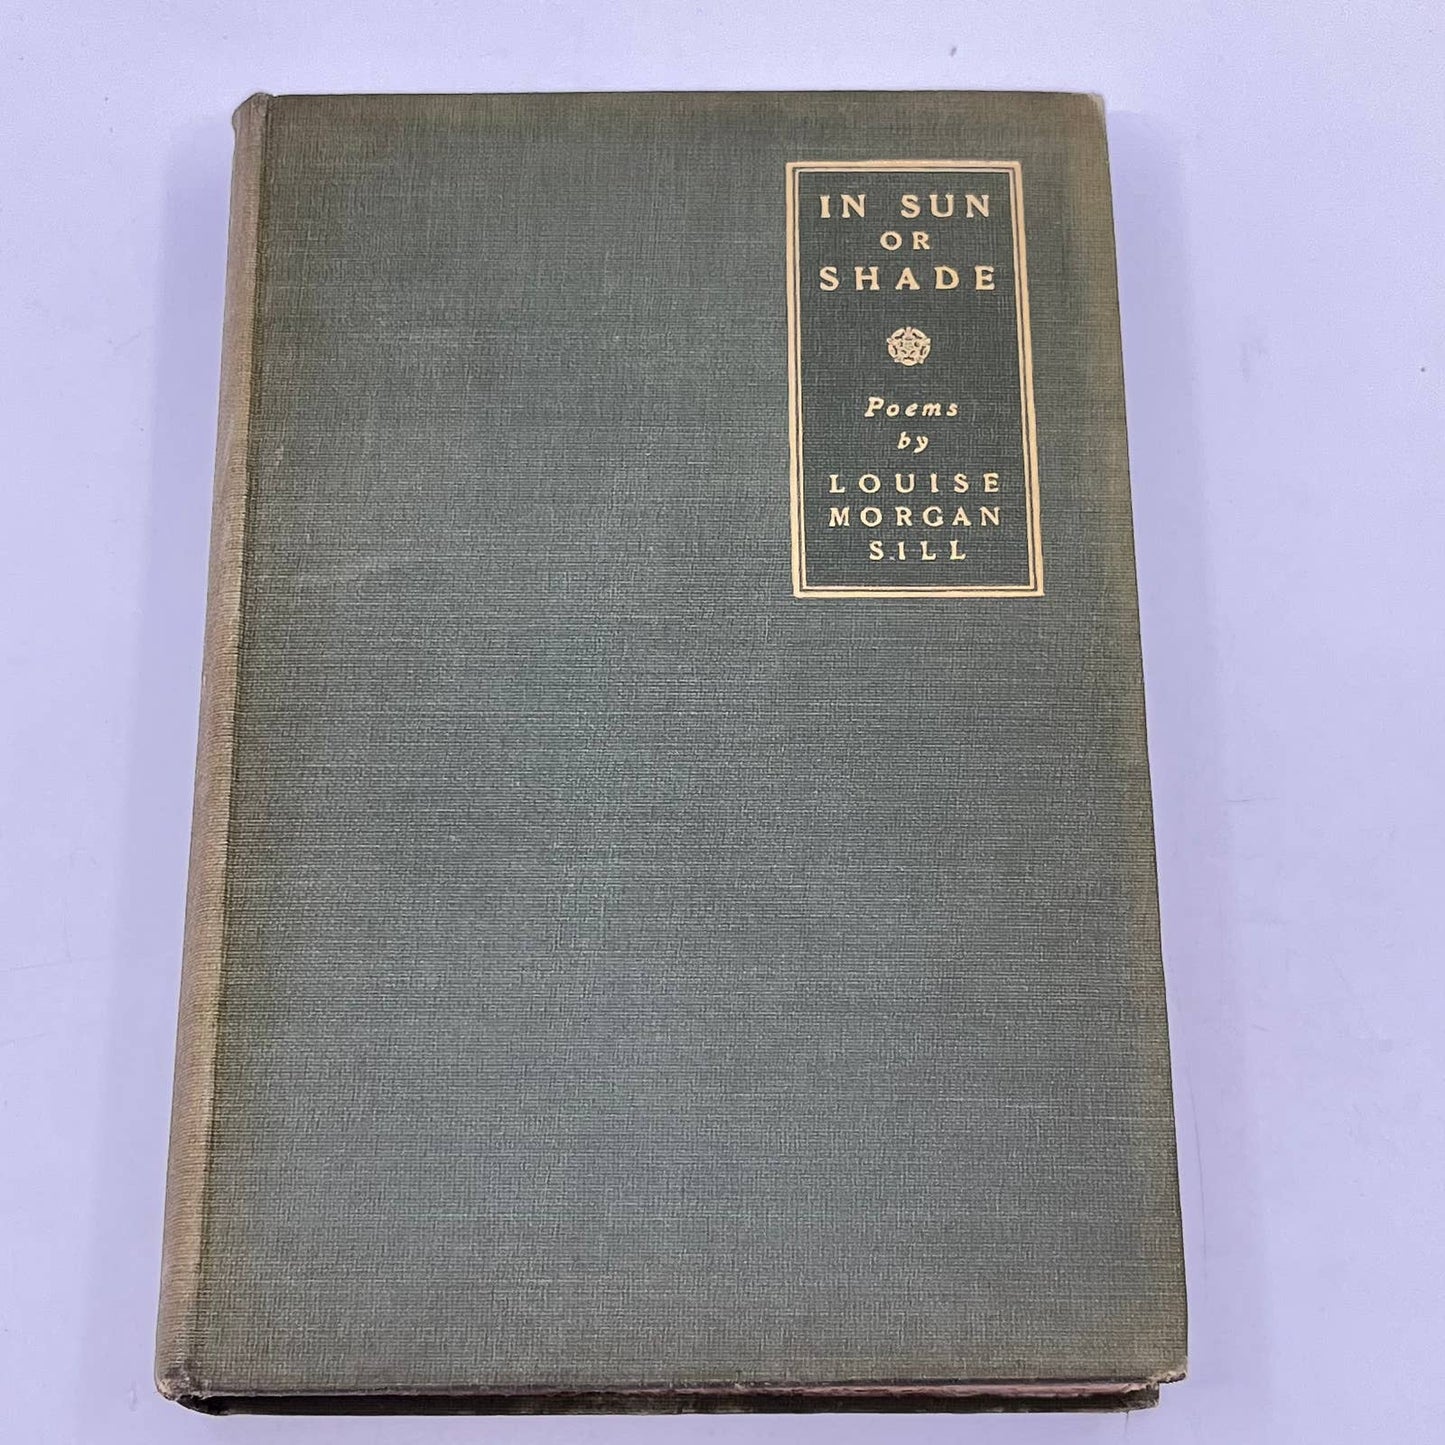 IN SUN
OR
SHADE
Poems
by
LOUISE
MORGAN
SILL